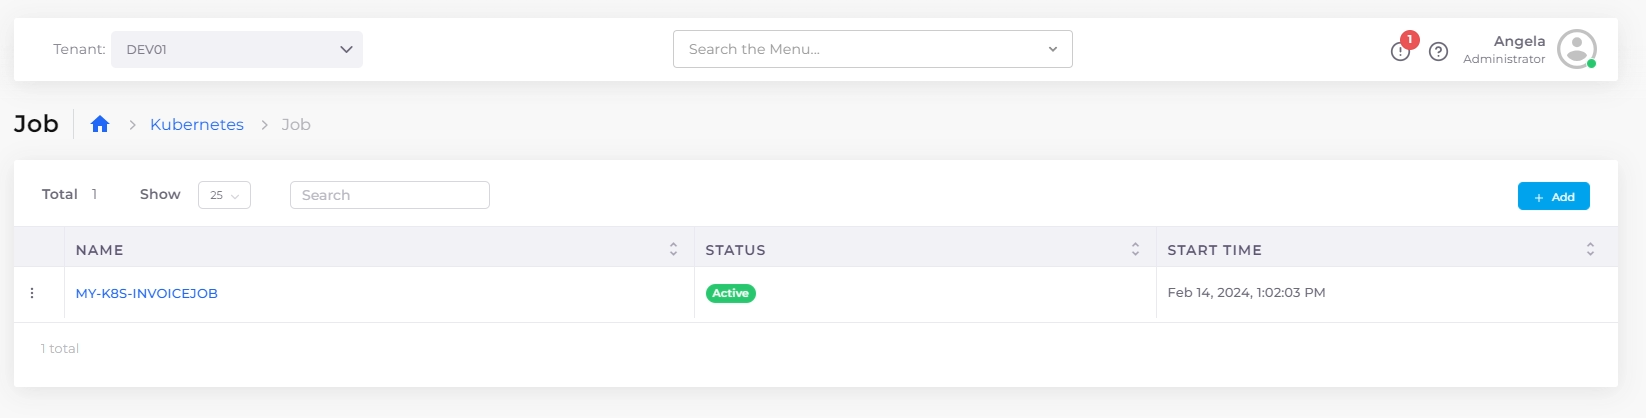 Tenant: DEV01 Search the Menu... 1 Angela
Administrator
Job Kubernetes Job
Total 1 Show 25 Search + Add
NAME STATUS START TIME
MY-K8S-INVOICEJOB Active Feb 14, 2024, 1:02:03 PM
1 total